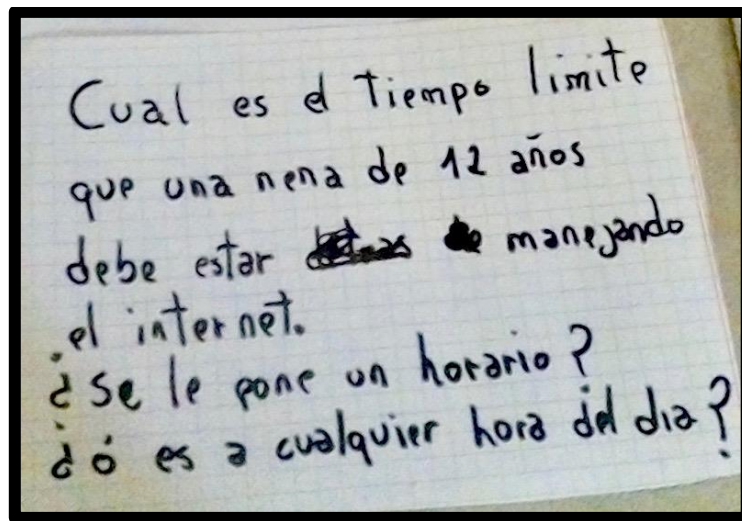 Cual es el Tiempo limite
que una nena de 12 años
debe estar manejando
el internet.
¿Se le pone un horario?
¿ó es a cualquier hora del dia?